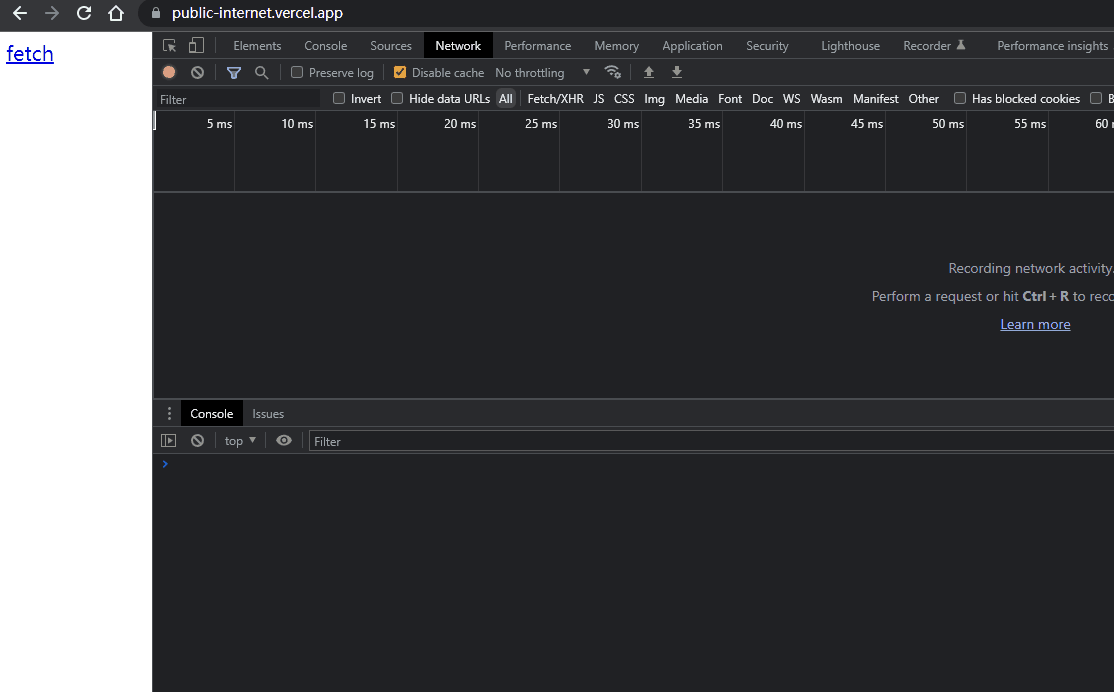 public-internet.vercel.app
fetch
Elements Console Sources Network Performance Memory Application Security Lighthouse Recorder Performance insights
Preserve log Disable cache No throttling
Filter Invert Hide data URLs All Fetch/XHR JS CSS Img Media Font Doc WS Wasm Manifest Other Has blocked cookies B
5 ms 10 ms 15 ms 20 ms 25 ms 30 ms 35 ms 40 ms 45 ms 50 ms 55 ms 60
Recording network activity.
Perform a request or hit Ctrl + R to reco
Learn more
Console Issues
top Filter